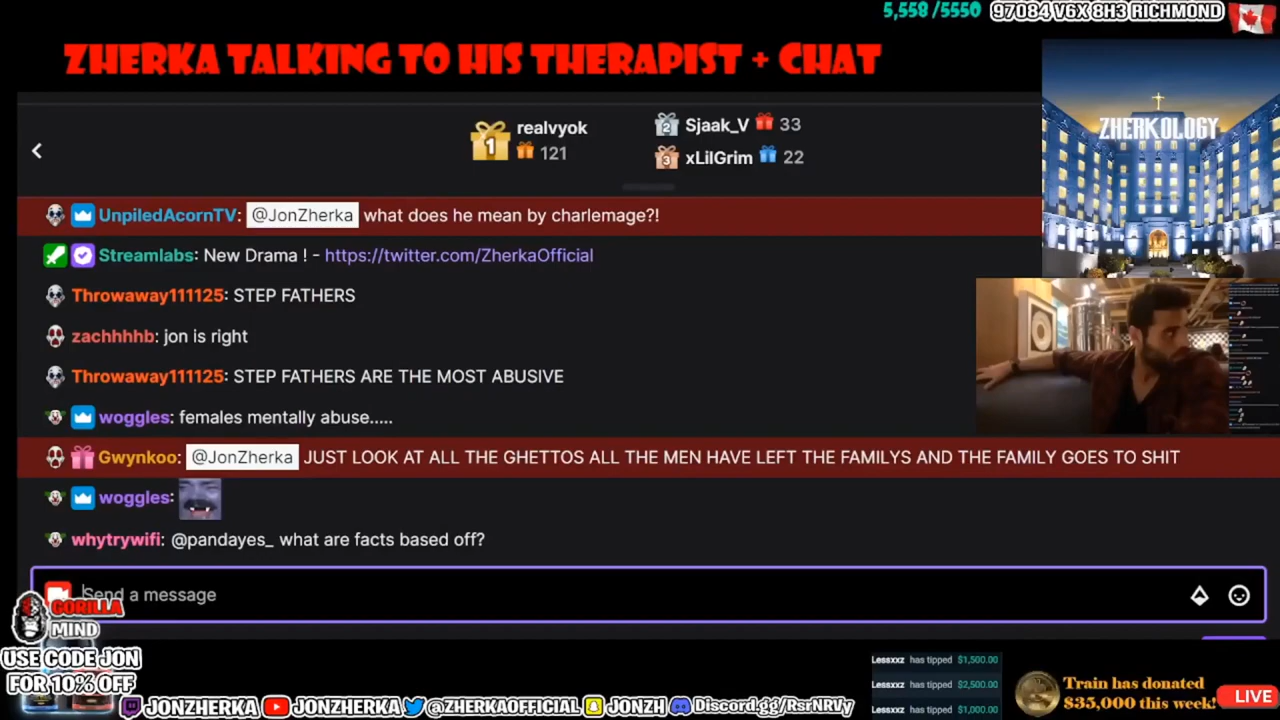 5,558 /5550
97084 V6X 8H3 RICHMOND
ZHERKA TALKING TO HIS THERAPIST + CHAT
ZHERKOLO6Y
1 realvyok
121
2 Sjaak_V 33
3 xLilGrim 22
UnpiledAcornTV: @JonZherka what does he mean by charlemage?!
Streamlabs: New Drama ! - https://twitter.com/ZherkaOfficial
Throwaway111125: STEP FATHERS
zachhhhb: jon is right
Throwaway111125: STEP FATHERS ARE THE MOST ABUSIVE
woggles: females mentally abuse.....
Gwynkoo: @JonZherka JUST LOOK AT ALL THE GHETTOS ALL THE MEN HAVE LEFT THE FAMILYS AND THE FAMILY GOES TO SHIT
woggles:
whytrywifi: @pandayes_ what are facts based off?
Send a message
GORILLA
MIND
USE CODE JON
FOR 10% OFF
JONZHERKA JONZHERKA @ZHERKAOFFICIAL JONZH Discord.gg/RsrNRVy
Lessxxz has tipped $1,500.00
Lessxxz has tipped $2,500.00
Lessxxz has tipped $1,000.00
Train has donated
$35,000 this week!
LIVE